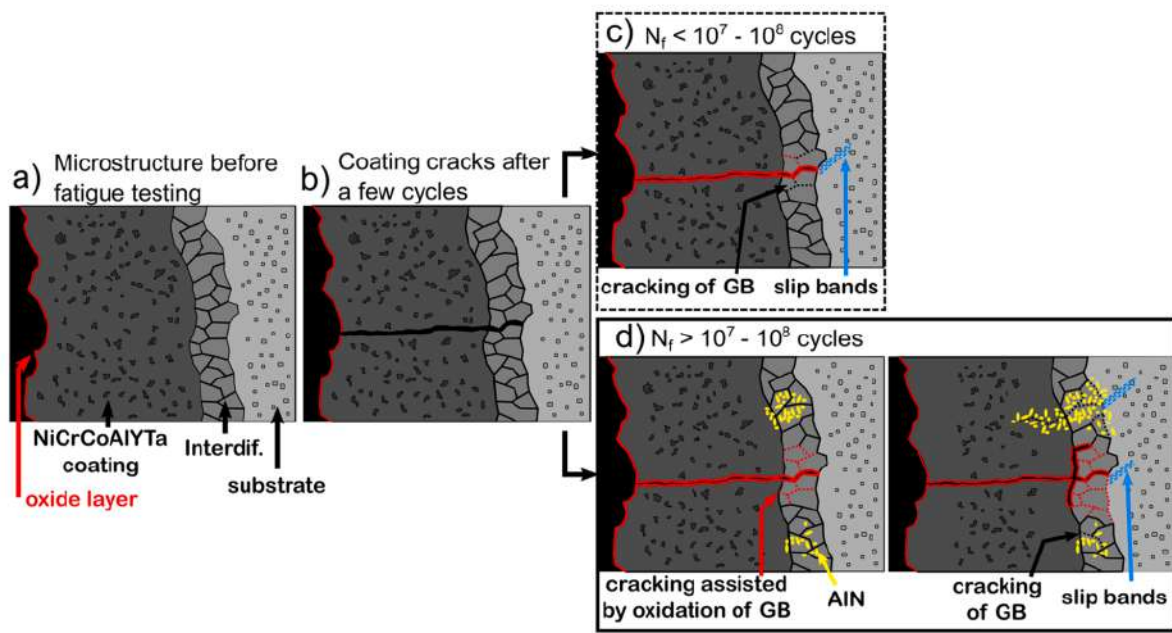 a) Microstructure before
fatigue testing
NiCrCoAlYTa
coating
Interdif.
substrate
oxide layer
b) Coating cracks after
a few cycles
c) Nf < 10⁷ - 10⁸ cycles
cracking of GB
slip bands
d) Nf > 10⁷ - 10⁸ cycles
cracking assisted
by oxidation of GB
AlN
cracking
of GB
slip bands